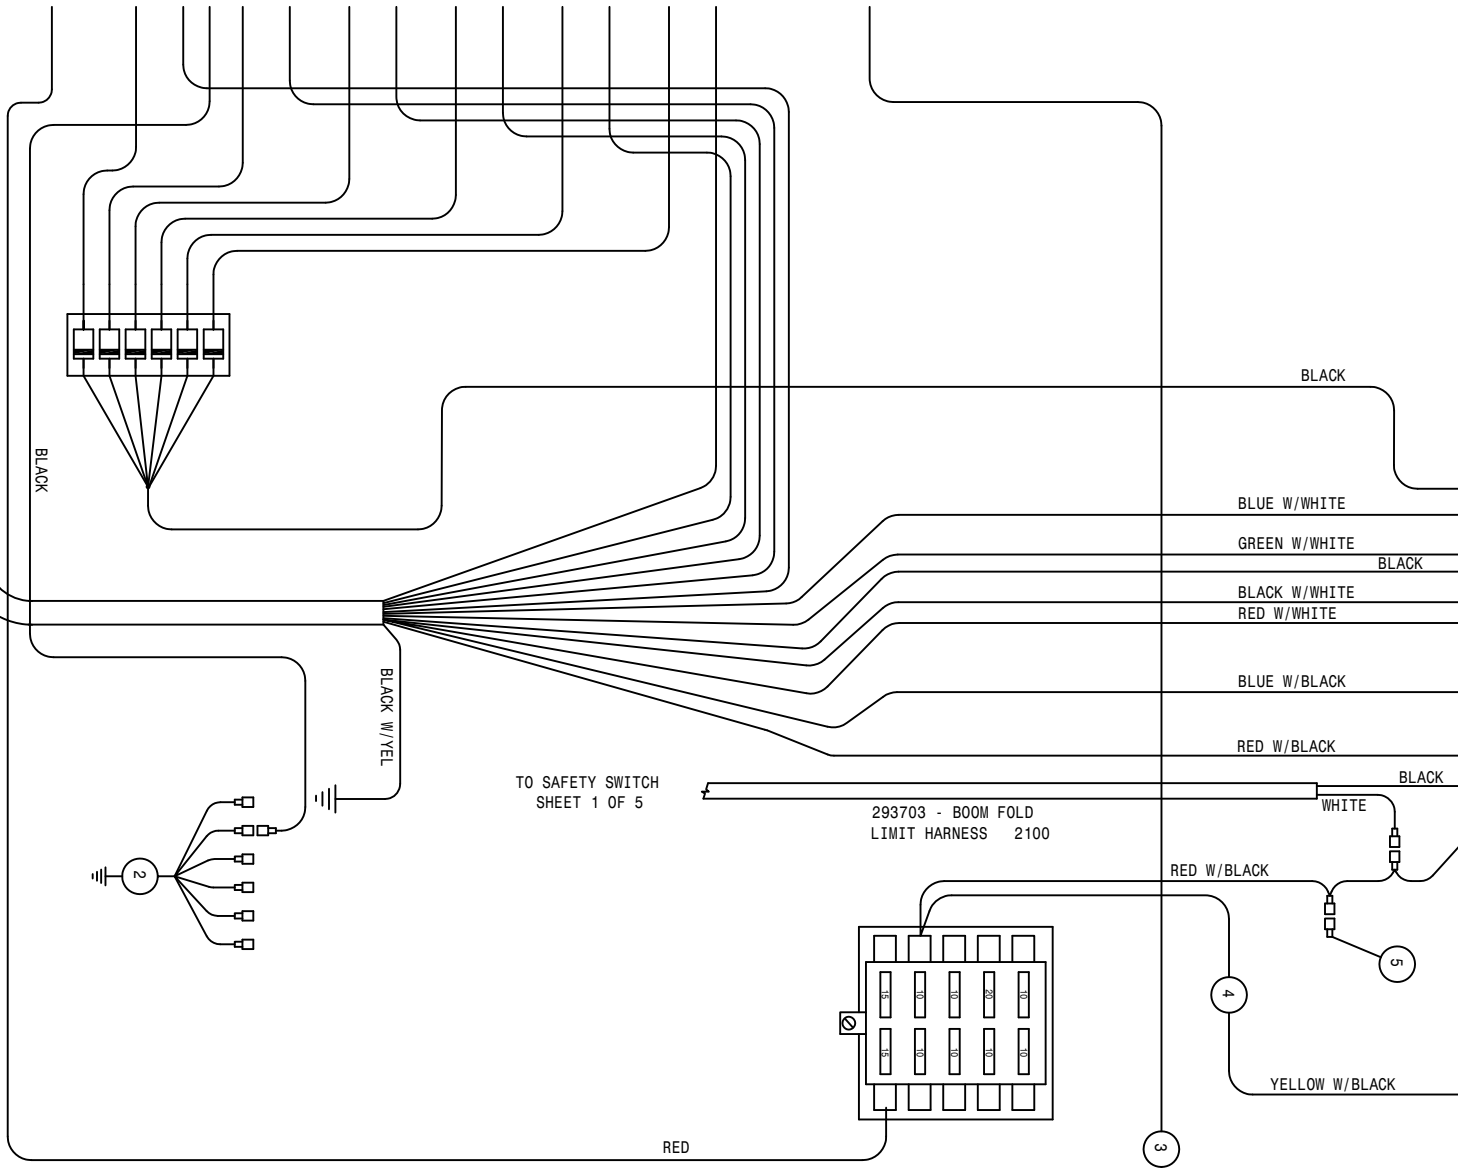 BLACK
BLACK
BLUE W/WHITE
GREEN W/WHITE
BLACK
BLACK W/WHITE
RED W/WHITE
BLUE W/BLACK
BLACK W/YEL
RED W/BLACK
TO SAFETY SWITCH
SHEET 1 OF 5
BLACK
WHITE
293703 - BOOM FOLD
LIMIT HARNESS 2100
RED W/BLACK
2
5
4
15 10 10 20 10
15 10 10 10 10
YELLOW W/BLACK
RED
3